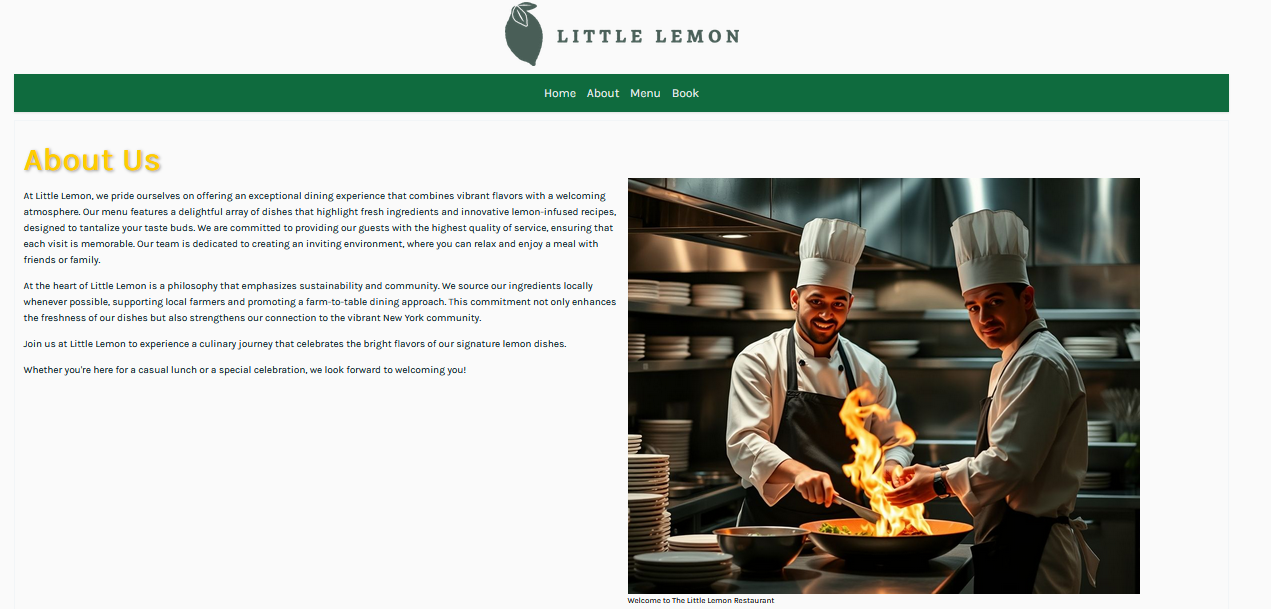 LITTLE LEMON
Home About Menu Book
About Us
At Little Lemon, we pride ourselves on offering an exceptional dining experience that combines vibrant flavors with a welcoming
atmosphere. Our menu features a delightful array of dishes that highlight fresh ingredients and innovative lemon-infused recipes,
designed to tantalize your taste buds. We are committed to providing our guests with the highest quality of service, ensuring that
each visit is memorable. Our team is dedicated to creating an inviting environment, where you can relax and enjoy a meal with
friends or family.
At the heart of Little Lemon is a philosophy that emphasizes sustainability and community. We source our ingredients locally
whenever possible, supporting local farmers and promoting a farm-to-table dining approach. This commitment not only enhances
the freshness of our dishes but also strengthens our connection to the vibrant New York community.
Join us at Little Lemon to experience a culinary journey that celebrates the bright flavors of our signature lemon dishes.
Whether you're here for a casual lunch or a special celebration, we look forward to welcoming you!
Welcome to The Little Lemon Restaurant